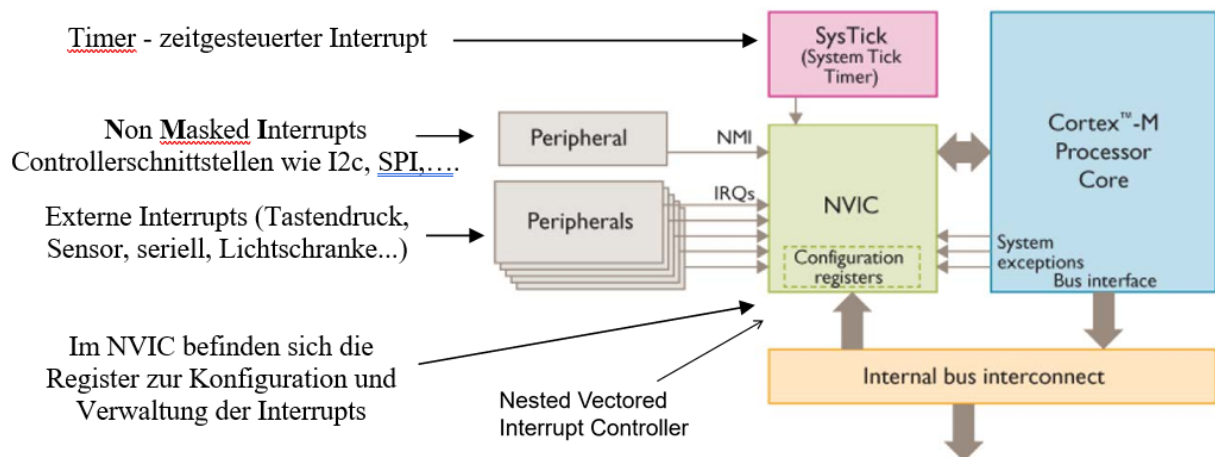 Timer - zeitgesteuerter Interrupt
SysTick
(System Tick
Timer)
Non Masked Interrupts
Controllerschnittstellen wie I2c, SPI,….
Peripheral
NMI
Cortex™-M
Processor
Core
Externe Interrupts (Tastendruck,
Sensor, seriell, Lichtschranke...)
Peripherals
IRQs
NVIC
Configuration
registers
System
exceptions
Bus interface
Im NVIC befinden sich die
Register zur Konfiguration und
Verwaltung der Interrupts
Nested Vectored
Interrupt Controller
Internal bus interconnect